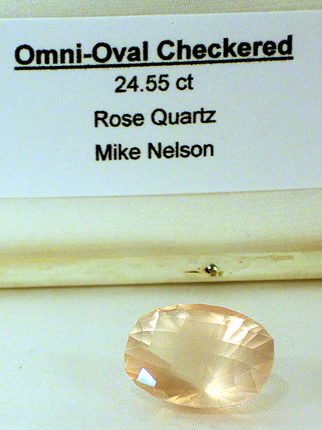 Omni-Oval Checkered
24.55 ct
Rose Quartz
Mike Nelson